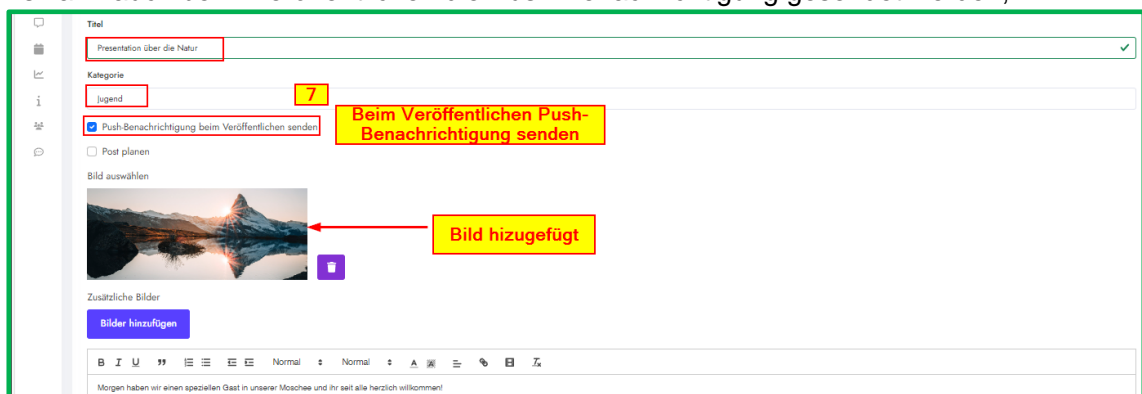 Titel
Presentation über die Natur
Kategorie
Jugend
7
Push-Benachrichtigung beim Veröffentlichen senden
Beim Veröffentlichen Push-
Benachrichtigung senden
Post planen
Bild auswählen
Bild hizugefügt
Zusätzliche Bilder
Bilder hinzufügen
B I U Normal Normal A
Morgen haben wir einen speziellen Gast in unserer Moschee und ihr seit alle herzlich willkommen!